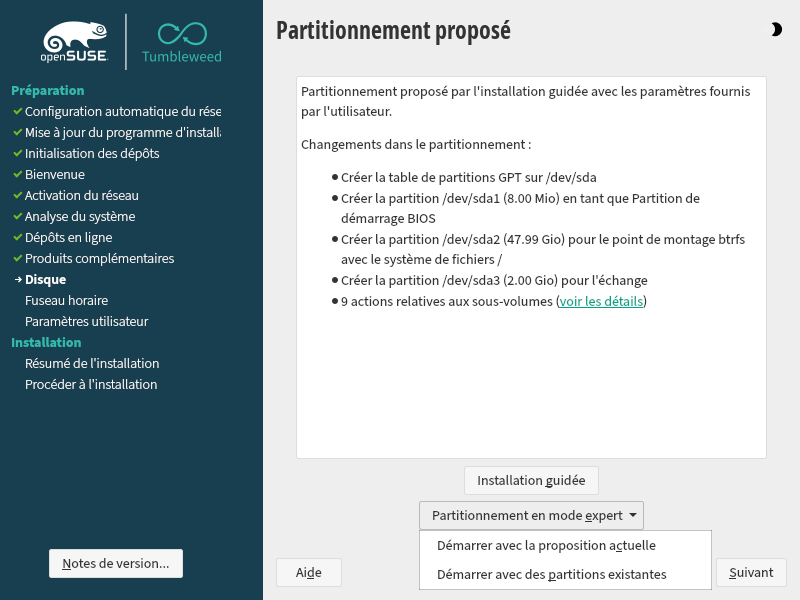 openSUSE
Tumbleweed
Préparation
Configuration automatique du rése
Mise à jour du programme d'install
Initialisation des dépôts
Bienvenue
Activation du réseau
Analyse du système
Dépôts en ligne
Produits complémentaires
Disque
Fuseau horaire
Paramètres utilisateur
Installation
Résumé de l'installation
Procéder à l'installation
Notes de version...
Partitionnement proposé
Partitionnement proposé par l'installation guidée avec les paramètres fournis
par l'utilisateur.
Changements dans le partitionnement :
Créer la table de partitions GPT sur /dev/sda
Créer la partition /dev/sda1 (8.00 Mio) en tant que Partition de
démarrage BIOS
Créer la partition /dev/sda2 (47.99 Gio) pour le point de montage btrfs
avec le système de fichiers /
Créer la partition /dev/sda3 (2.00 Gio) pour l'échange
9 actions relatives aux sous-volumes (voir les détails)
Installation guidée
Partitionnement en mode expert
Démarrer avec la proposition actuelle
Démarrer avec des partitions existantes
Aide
Suivant